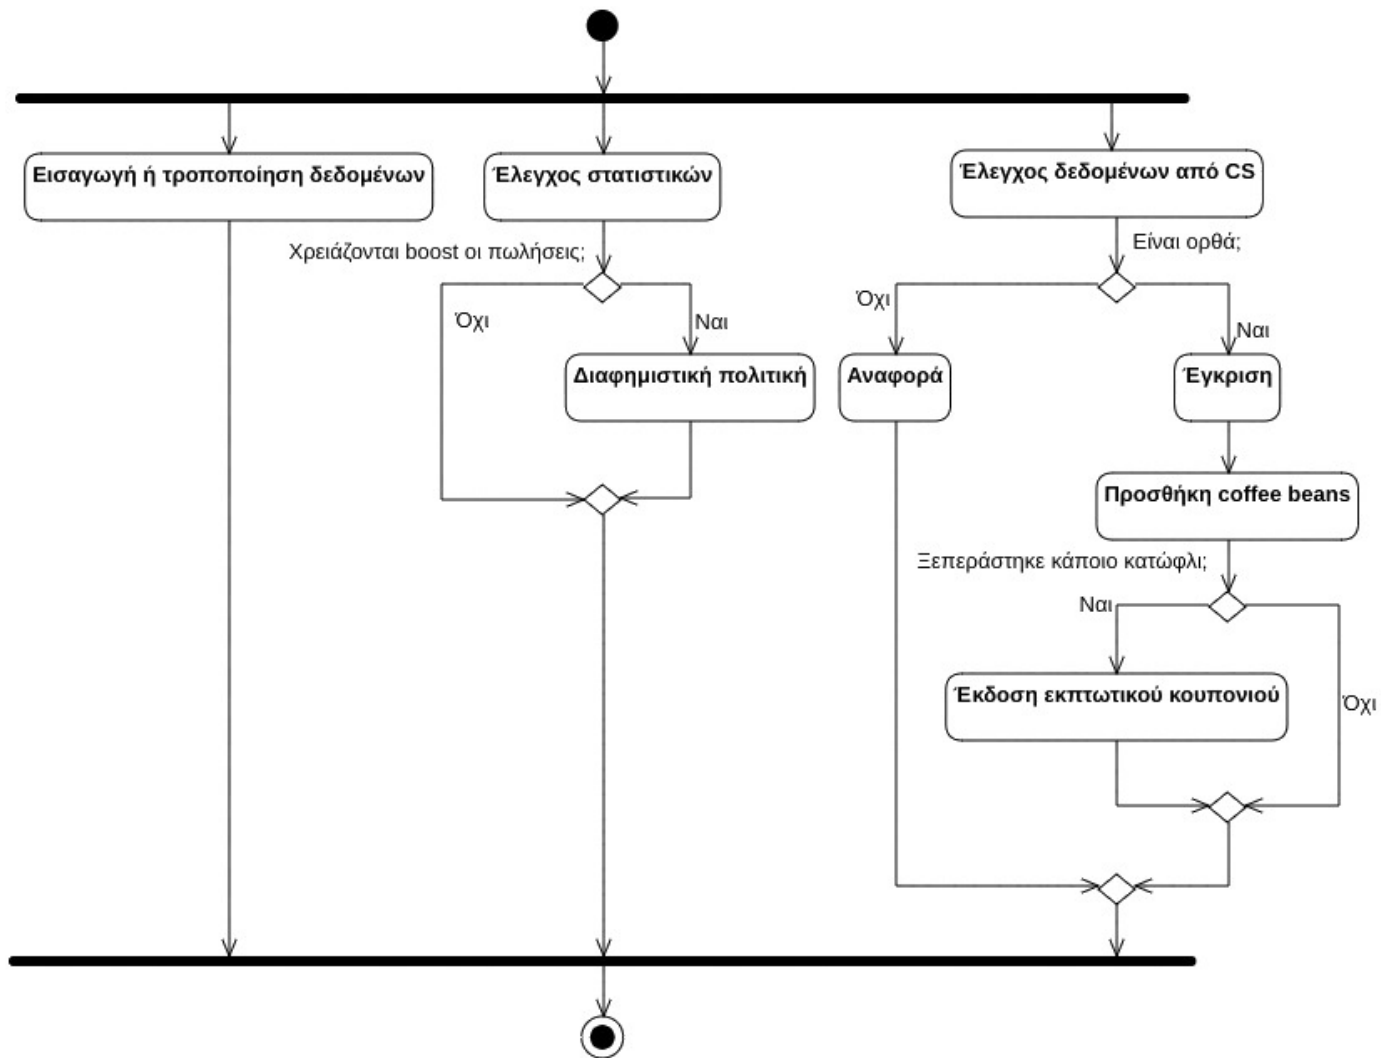 Εισαγωγή ή τροποποίηση δεδομένων
Έλεγχος στατιστικών
Έλεγχος δεδομένων από CS
Χρειάζονται boost οι πωλήσεις;
Είναι ορθά;
Όχι
Ναι
Όχι
Ναι
Διαφημιστική πολιτική
Αναφορά
Έγκριση
Προσθήκη coffee beans
Ξεπεράστηκε κάποιο κατώφλι;
Ναι
Όχι
Έκδοση εκπτωτικού κουπονιού